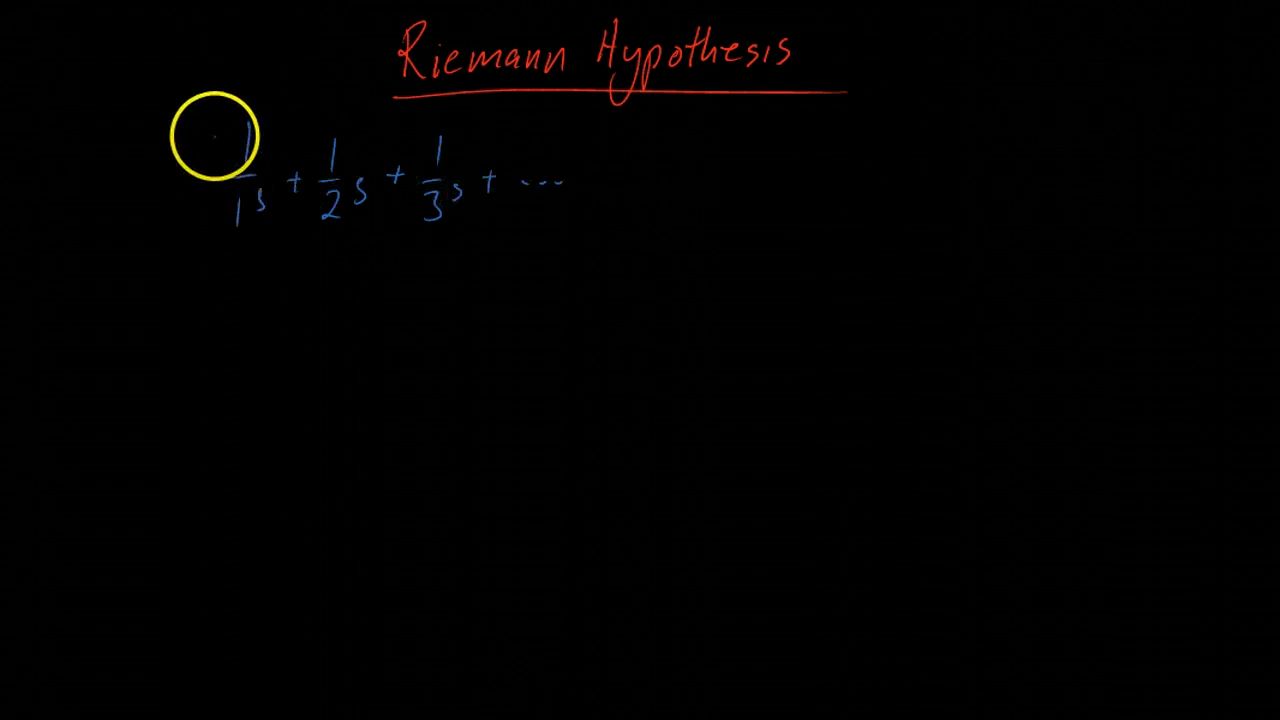 Riemann Hypothesis
1/1^s + 1/2^s + 1/3^s + ...